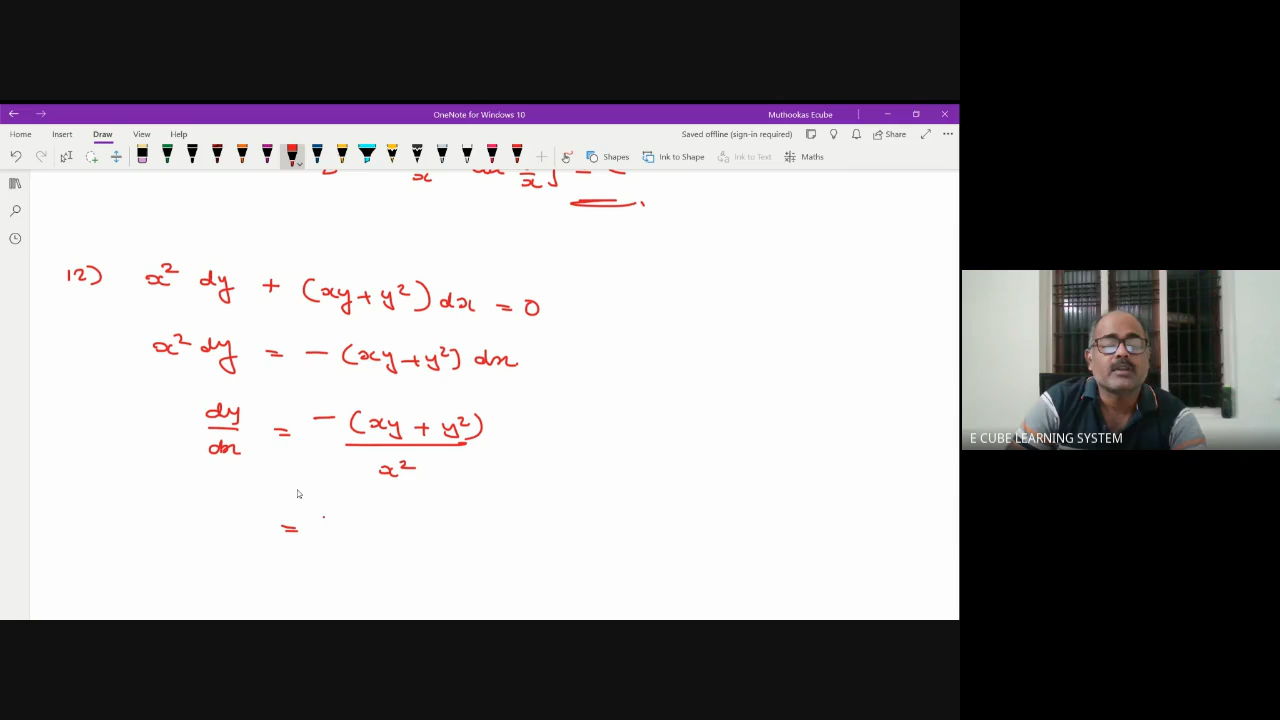 OneNote for Windows 10
Muthookas Ecube
Home Insert Draw View Help
Saved offline (sign-in required) Share
Shapes Ink to Shape Ink to Text Maths
12) x² dy + (xy + y²) dx = 0
x² dy = − (xy + y²) dx
dy/dx = − (xy + y²) / x²
=
E CUBE LEARNING SYSTEM